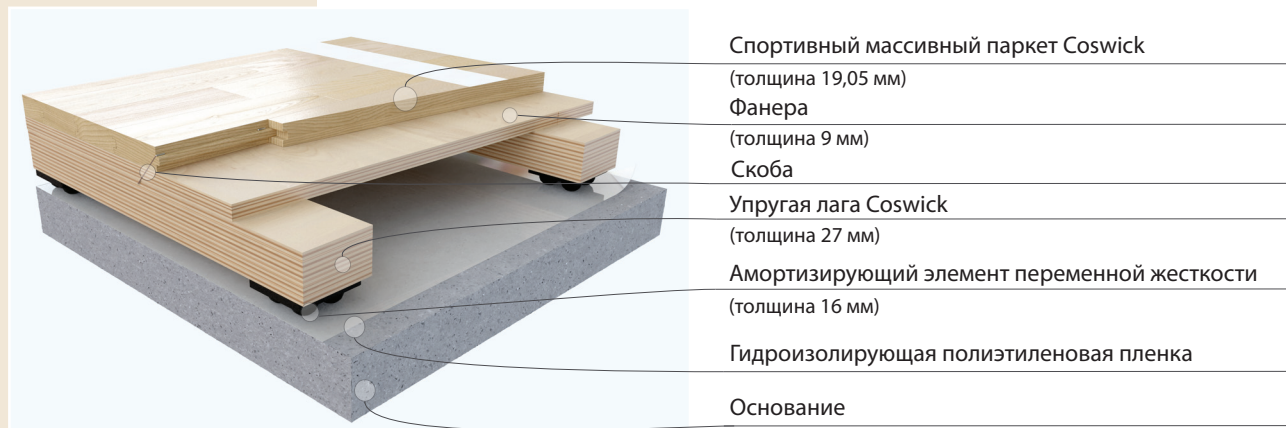 Спортивный массивный паркет Coswick
(толщина 19,05 мм)
Фанера
(толщина 9 мм)
Скоба
Упругая лага Coswick
(толщина 27 мм)
Амортизирующий элемент переменной жесткости
(толщина 16 мм)
Гидроизолирующая полиэтиленовая пленка
Основание